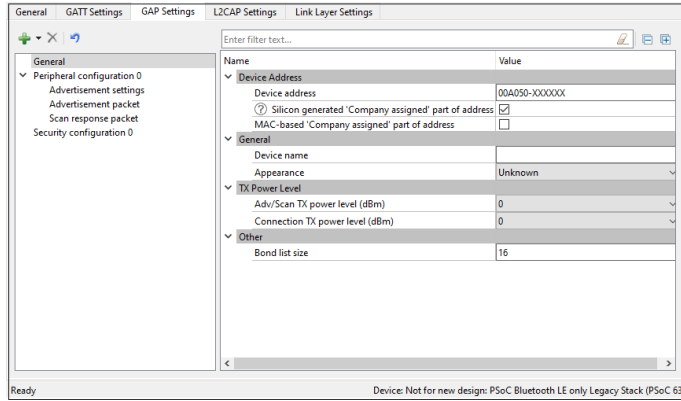 General GATT Settings GAP Settings L2CAP Settings Link Layer Settings
Enter filter text...
General
Peripheral configuration 0
Advertisement settings
Advertisement packet
Scan response packet
Security configuration 0
Name Value
Device Address
Device address 00A050-XXXXXX
? Silicon generated 'Company assigned' part of address
MAC-based 'Company assigned' part of address
General
Device name
Appearance Unknown
TX Power Level
Adv/Scan TX power level (dBm) 0
Connection TX power level (dBm) 0
Other
Bond list size 16
Ready Device: Not for new design: PSoC Bluetooth LE only Legacy Stack (PSoC 63